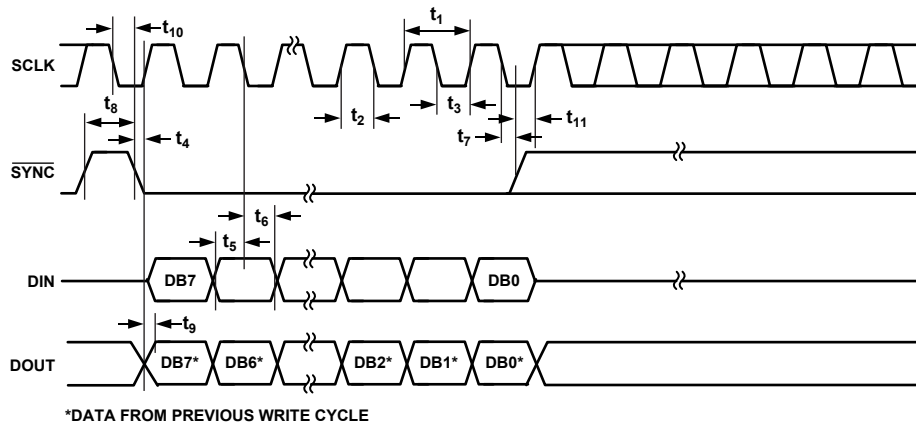 t10
t1
SCLK
t8
t2
t3
t11
t4
t7
SYNC
t6
t5
DIN
DB7
DB0
t9
DOUT
DB7*
DB6*
DB2*
DB1*
DB0*
*DATA FROM PREVIOUS WRITE CYCLE